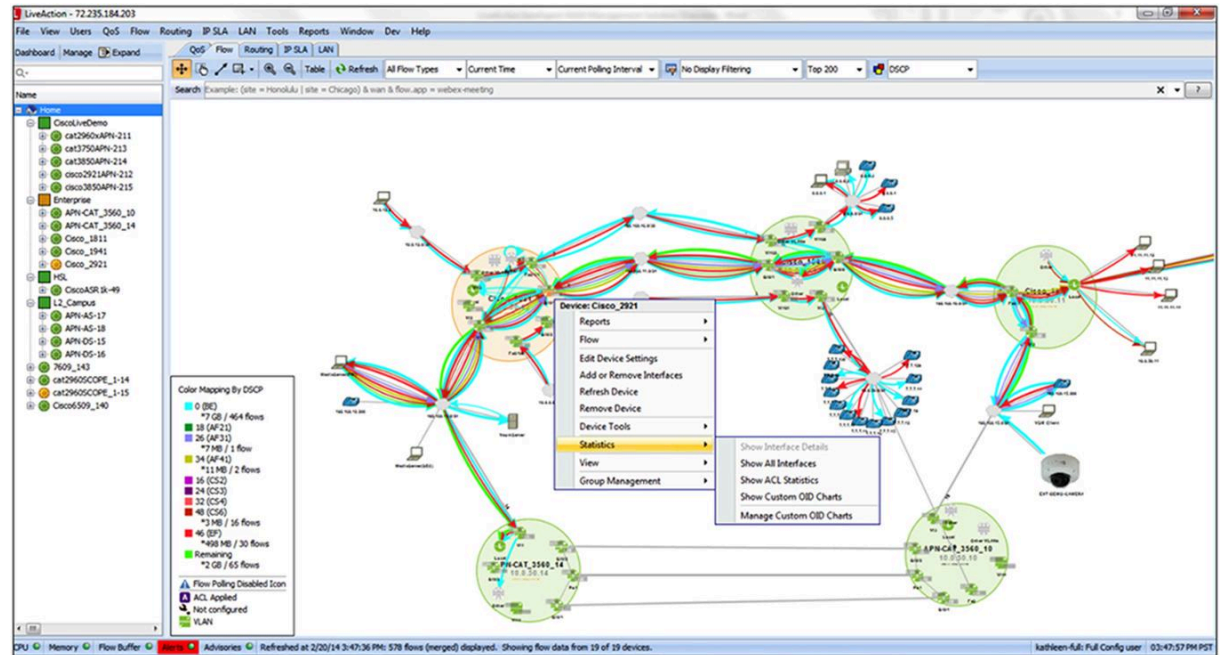 LiveAction - 72.235.184.203
File View Users QoS Flow Routing IP SLA LAN Tools Reports Window Dev Help
Dashboard Manage Expand
QoS Flow Routing IP SLA LAN
Table Refresh All Flow Types Current Time Current Polling Interval No Display Filtering Top 200 DSCP
Search Example: (site = Honolulu | site = Chicago) & wan & flow.app = webex-meeting
Name
Home
CiscoLiveDemo
cat2960xAPN-211
cat3750APN-213
cat3850APN-214
cisco2921APN-212
cisco3850APN-215
Enterprise
APN-CAT_3560_10
APN-CAT_3560_14
Cisco_1811
Cisco_1941
Cisco_2921
HSL
CiscoASR1k-49
L2_Campus
APN-AS-17
APN-AS-18
APN-DS-15
APN-DS-16
7609_143
cat2960SCOPE_1-14
cat2960SCOPE_1-15
Cisco6509_140
Device: Cisco_2921
Reports
Flow
Edit Device Settings
Add or Remove Interfaces
Refresh Device
Remove Device
Device Tools
Statistics
View
Group Management
Show Interface Details
Show All Interfaces
Show ACL Statistics
Show Custom OID Charts
Manage Custom OID Charts
Color Mapping By DSCP
0 (BE)
*7 GB / 464 flows
18 (AF21)
26 (AF31)
*7 MB / 1 flow
34 (AF41)
*11 MB / 2 flows
16 (CS2)
24 (CS3)
32 (CS4)
48 (CS6)
*3 MB / 16 flows
46 (EF)
*498 MB / 30 flows
Remaining
*2 GB / 65 flows
Flow Polling Disabled Icon
A ACL Applied
Not configured
VLAN
PN-CAT_3560_14
10.0.30.14
APN-CAT_3560_10
10.0.30.10
CPU Memory Flow Buffer Alerts Advisories Refreshed at 2/20/14 3:47:36 PM: 578 flows (merged) displayed. Showing flow data from 19 of 19 devices.
kathleen-full: Full Config user 03:47:57 PM PST